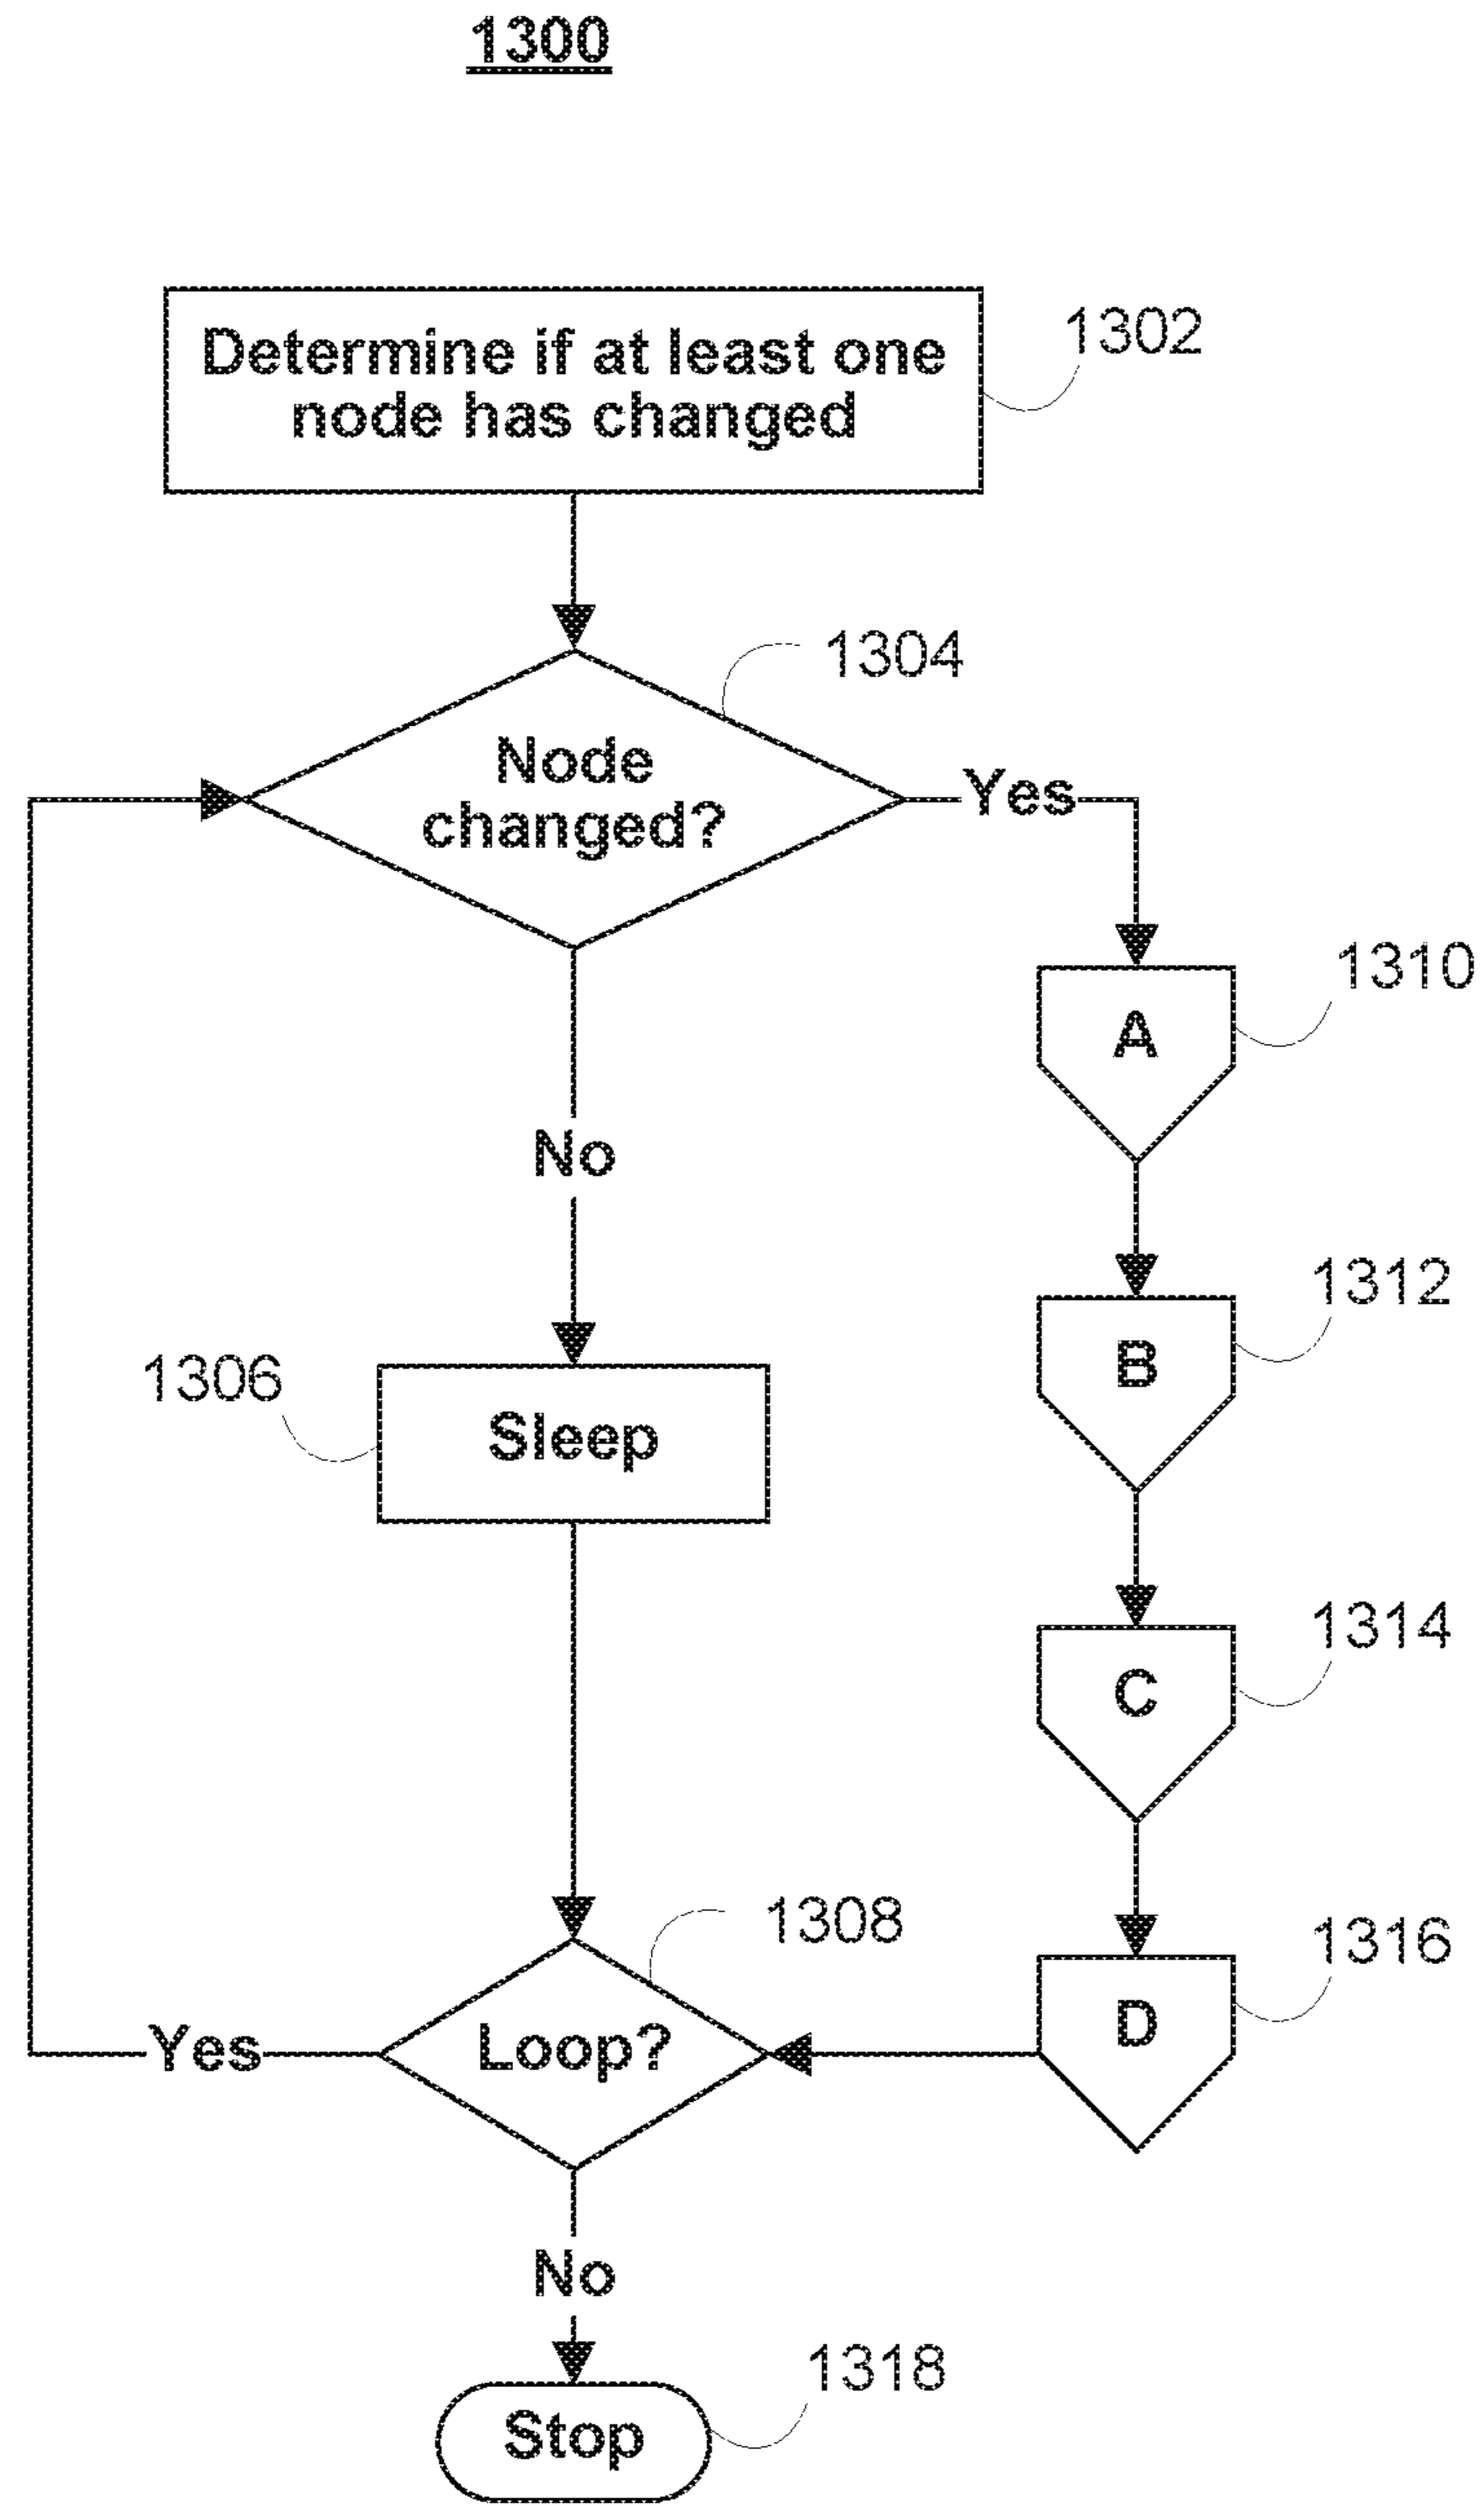 1300
Determine if at least one
node has changed
1302
1304
Node
changed?
Yes
1310
A
No
1312
B
1306
Sleep
1314
C
1308
1316
Loop?
D
Yes
No
1318
Stop